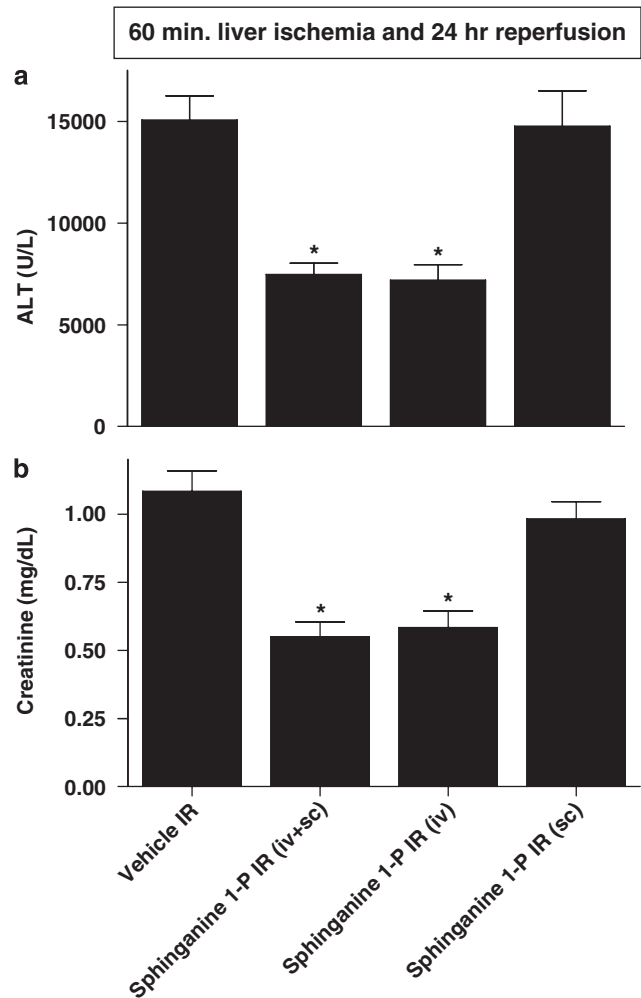 60 min. liver ischemia and 24 hr reperfusion
a
ALT (U/L)
15000
10000
5000
0
*
*
b
Creatinine (mg/dL)
1.00
0.75
0.50
0.25
0.00
*
*
Vehicle IR
Sphinganine 1-P IR (iv+sc)
Sphinganine 1-P IR (iv)
Sphinganine 1-P IR (sc)